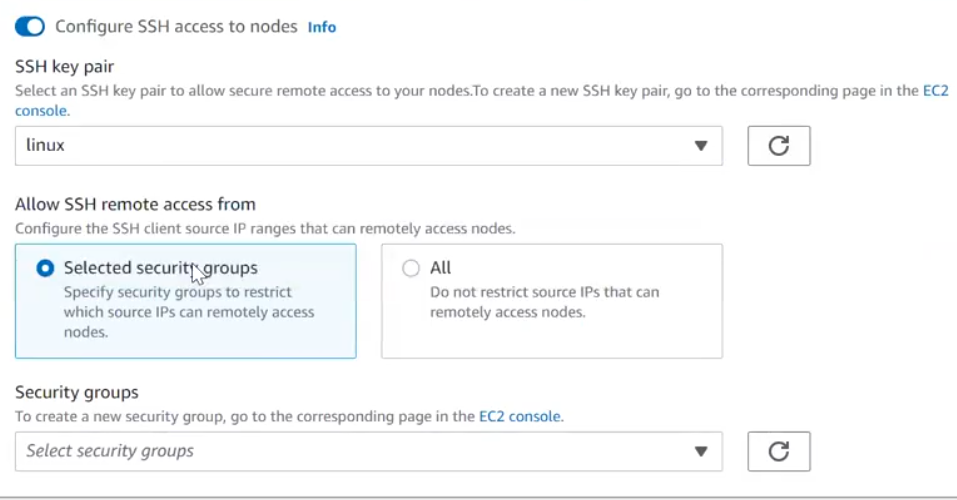 Configure SSH access to nodes Info
SSH key pair
Select an SSH key pair to allow secure remote access to your nodes.To create a new SSH key pair, go to the corresponding page in the EC2
console.
linux
Allow SSH remote access from
Configure the SSH client source IP ranges that can remotely access nodes.
Selected security groups
Specify security groups to restrict
which source IPs can remotely access
nodes.
All
Do not restrict source IPs that can
remotely access nodes.
Security groups
To create a new security group, go to the corresponding page in the EC2 console.
Select security groups